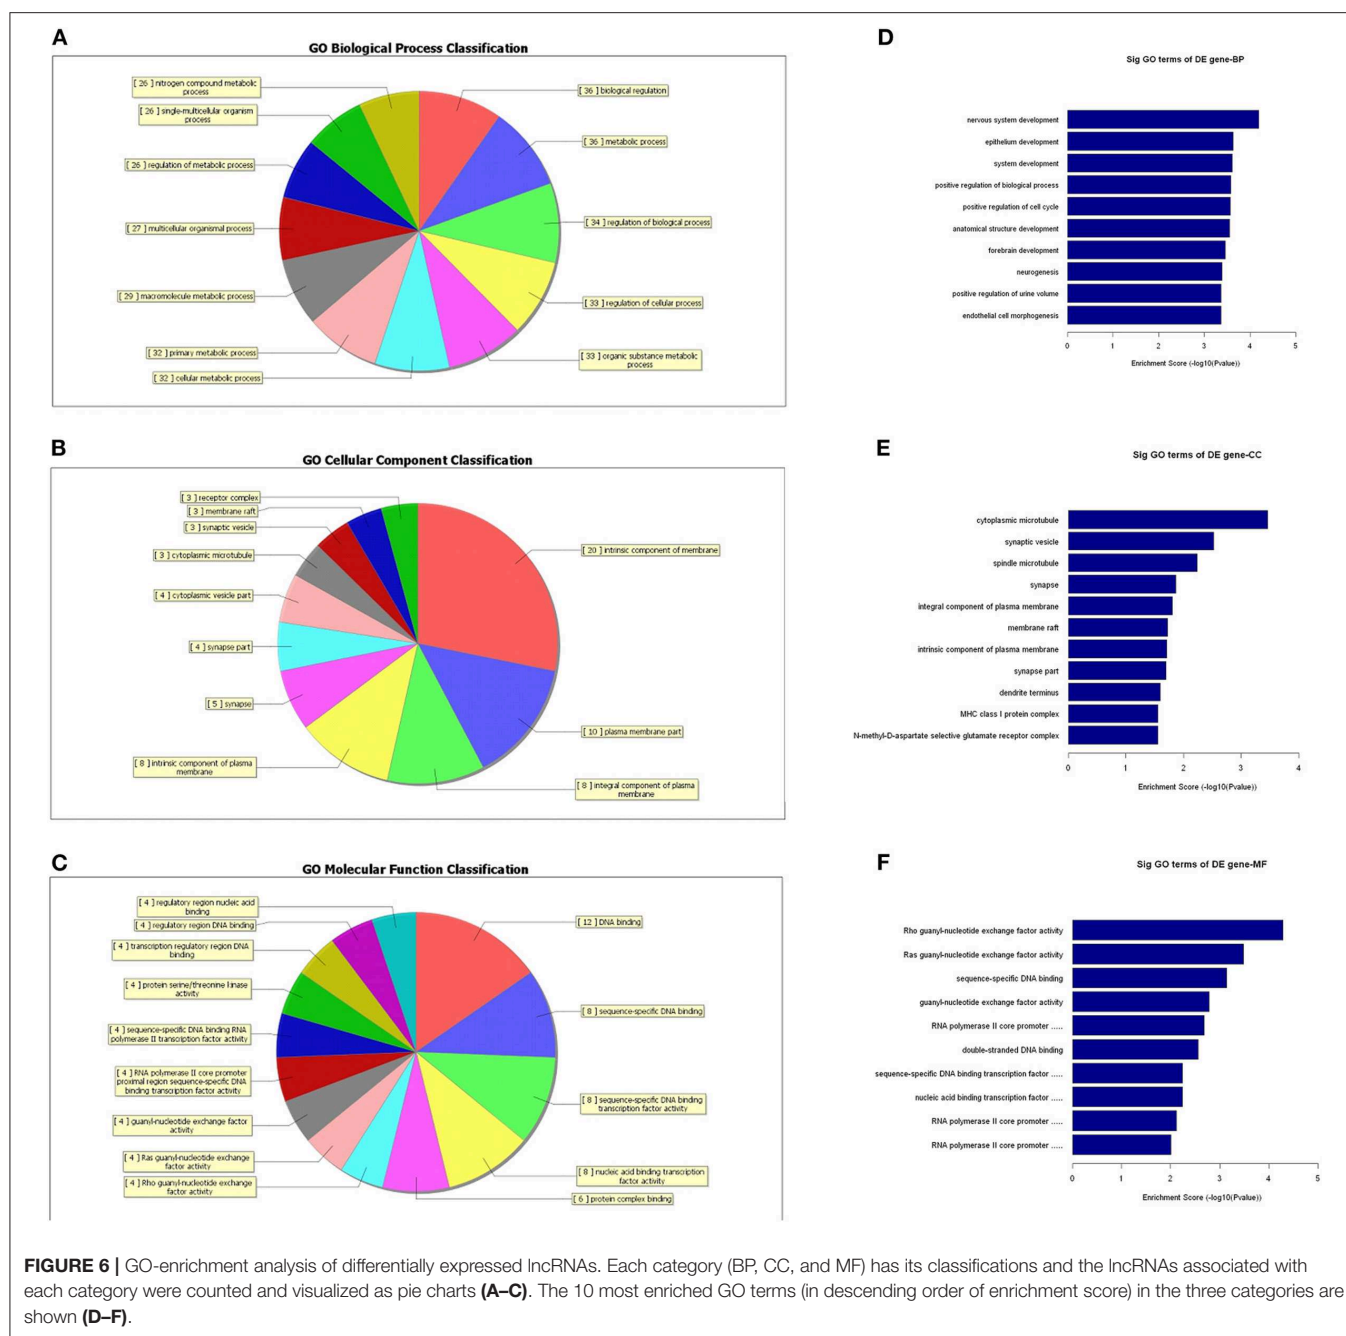 A
GO Biological Process Classification
[ 26 ] nitrogen compound metabolic
process
[ 26 ] single-multicellular organism
process
[ 26 ] regulation of metabolic process
[ 27 ] multicellular organismal process
[ 29 ] macromolecule metabolic process
[ 32 ] primary metabolic process
[ 32 ] cellular metabolic process
[ 36 ] biological regulation
[ 36 ] metabolic process
[ 34 ] regulation of biological process
[ 33 ] regulation of cellular process
[ 33 ] organic substance metabolic
process
D
Sig GO terms of DE gene-BP
nervous system development
epithelium development
system development
positive regulation of biological process
positive regulation of cell cycle
anatomical structure development
forebrain development
neurogenesis
positive regulation of urine volume
endothelial cell morphogenesis
0 1 2 3 4 5
Enrichment Score (-log10(Pvalue))
B
GO Cellular Component Classification
[ 3 ] receptor complex
[ 3 ] membrane raft
[ 3 ] synaptic vesicle
[ 3 ] cytoplasmic microtubule
[ 4 ] cytoplasmic vesicle part
[ 4 ] synapse part
[ 5 ] synapse
[ 8 ] intrinsic component of plasma
membrane
[ 20 ] intrinsic component of membrane
[ 10 ] plasma membrane part
[ 8 ] integral component of plasma
membrane
E
Sig GO terms of DE gene-CC
cytoplasmic microtubule
synaptic vesicle
spindle microtubule
synapse
integral component of plasma membrane
membrane raft
intrinsic component of plasma membrane
synapse part
dendrite terminus
MHC class I protein complex
N-methyl-D-aspartate selective glutamate receptor complex
0 1 2 3 4
Enrichment Score (-log10(Pvalue))
C
GO Molecular Function Classification
[ 4 ] regulatory region nucleic acid
binding
[ 4 ] regulatory region DNA binding
[ 4 ] transcription regulatory region DNA
binding
[ 4 ] protein serine/threonine kinase
activity
[ 4 ] sequence-specific DNA binding RNA
polymerase II transcription factor activity
[ 4 ] RNA polymerase II core promoter
proximal region sequence-specific DNA
binding transcription factor activity
[ 4 ] guanyl-nucleotide exchange factor
activity
[ 4 ] Ras guanyl-nucleotide exchange
factor activity
[ 4 ] Rho guanyl-nucleotide exchange
factor activity
[ 12 ] DNA binding
[ 8 ] sequence-specific DNA binding
[ 8 ] sequence-specific DNA binding
transcription factor activity
[ 8 ] nucleic acid binding transcription
factor activity
[ 6 ] protein complex binding
F
Sig GO terms of DE gene-MF
Rho guanyl-nucleotide exchange factor activity
Ras guanyl-nucleotide exchange factor activity
sequence-specific DNA binding
guanyl-nucleotide exchange factor activity
RNA polymerase II core promoter .....
double-stranded DNA binding
sequence-specific DNA binding transcription factor .....
nucleic acid binding transcription factor .....
RNA polymerase II core promoter .....
RNA polymerase II core promoter .....
0 1 2 3 4 5
Enrichment Score (-log10(Pvalue))
FIGURE 6 | GO-enrichment analysis of differentially expressed lncRNAs. Each category (BP, CC, and MF) has its classifications and the lncRNAs associated with
each category were counted and visualized as pie charts (A–C). The 10 most enriched GO terms (in descending order of enrichment score) in the three categories are
shown (D–F).